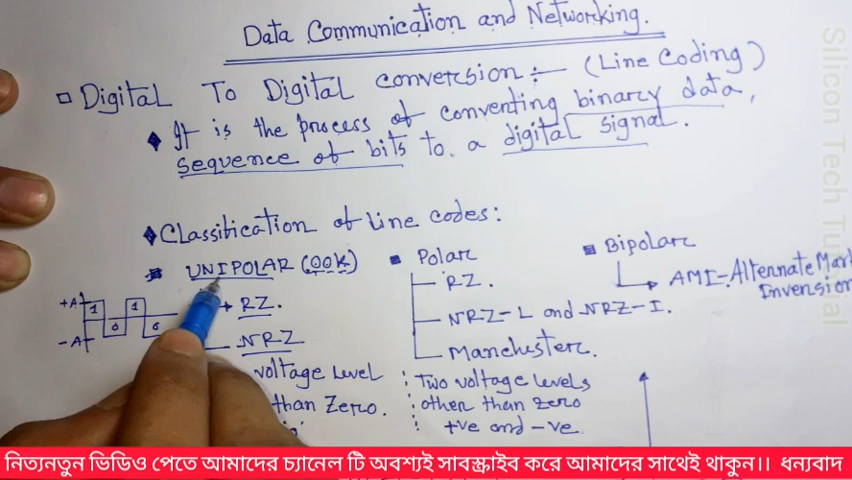 Data Communication and Networking.
Digital To Digital conversion :- (Line Coding)
It is the process of conventing binary data,
sequence of bits to a digital signal.
Classification of line codes:
UNIPOLAR (OOK)
RZ.
NRZ
voltage level
than Zero.
+A 1 0 1 0
-A
Polar
RZ.
NRZ-L and NRZ-I.
Manchester.
Two voltage levels
other than zero
+ve and -ve.
Bipolar
AMI-Alternate Mark
Invension
Silicon Tech Tutorial
নিত্যনতুন ভিডিও পেতে আমাদের চ্যানেল টি অবশ্যই সাবস্ক্রাইব করে আমাদের সাথেই থাকুন।। ধন্যবাদ